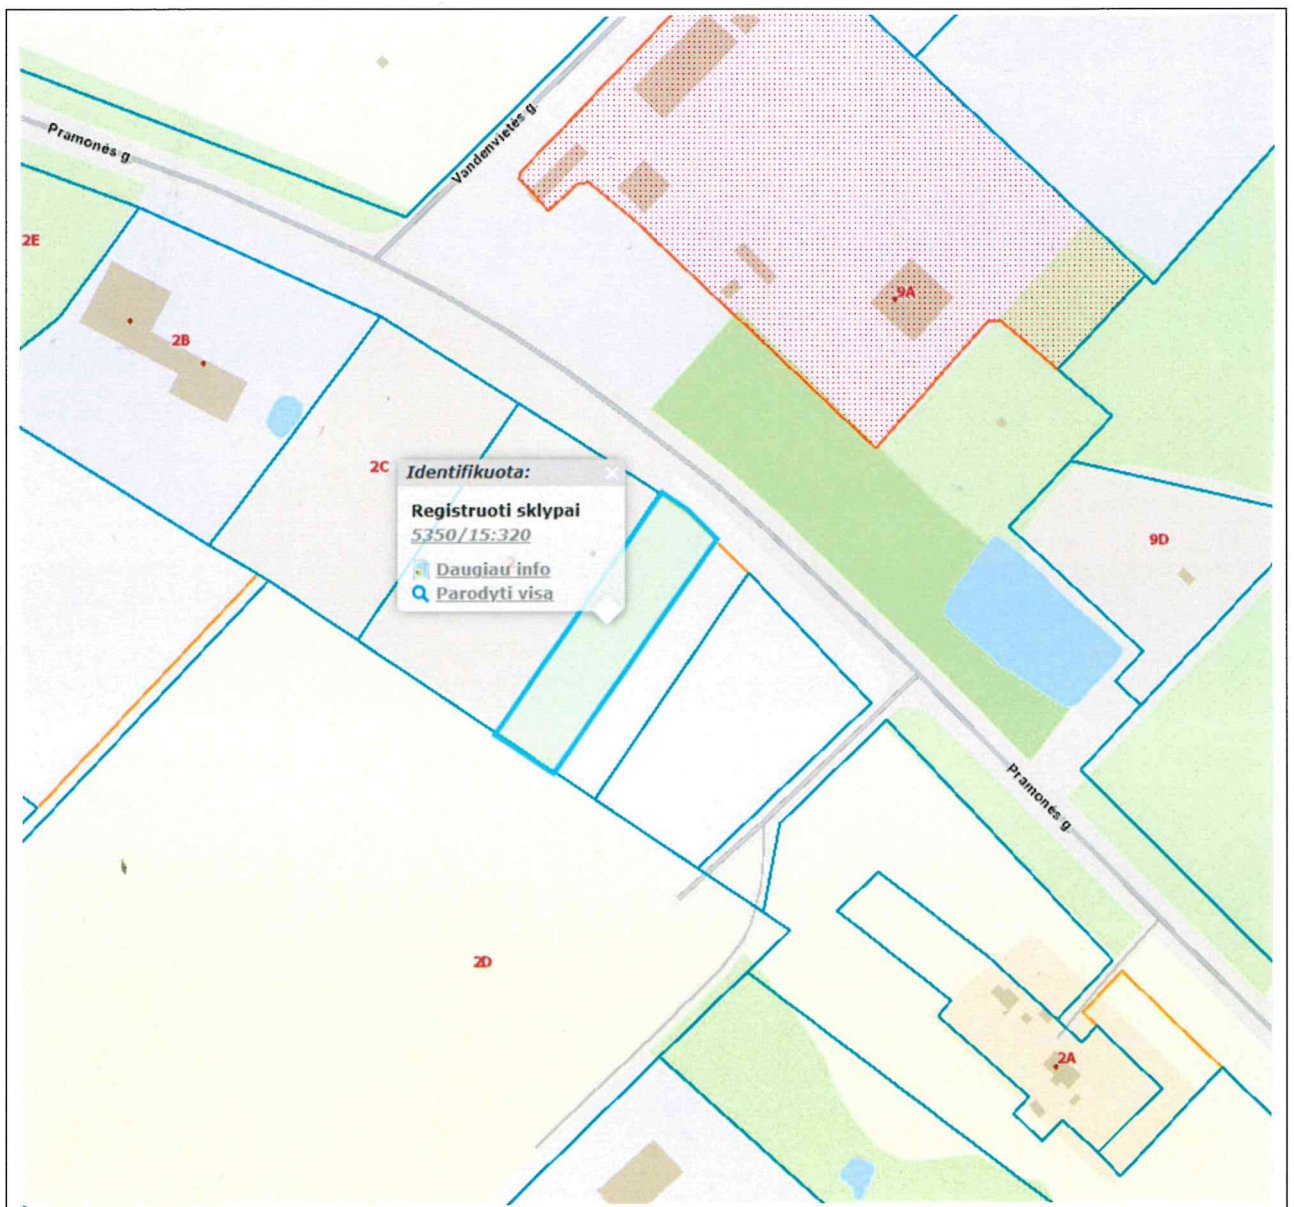 Pramonės g.
Vandenvietės g.
2E
9A
2B
2C
Identifikuota:
Registruoti sklypai
5350/15:320
2
Daugiau info
Parodyti visą
9D
Pramonės g.
2D
2A